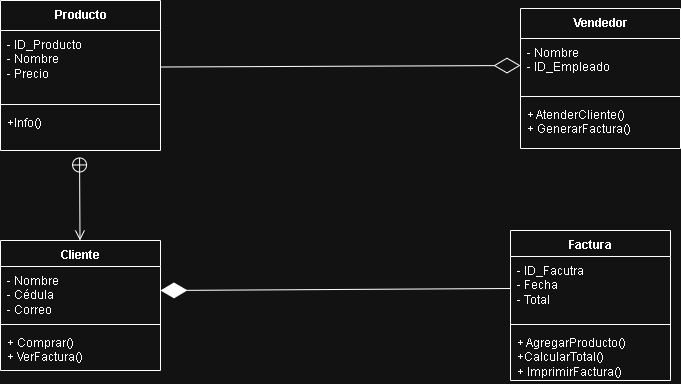 Producto
- ID_Producto
- Nombre
- Precio
+Info()
Vendedor
- Nombre
- ID_Empleado
+ AtenderCliente()
+ GenerarFactura()
Cliente
- Nombre
- Cédula
- Correo
+ Comprar()
+ VerFactura()
Factura
- ID_Facutra
- Fecha
- Total
+ AgregarProducto()
+CalcularTotal()
+ ImprimirFactura()